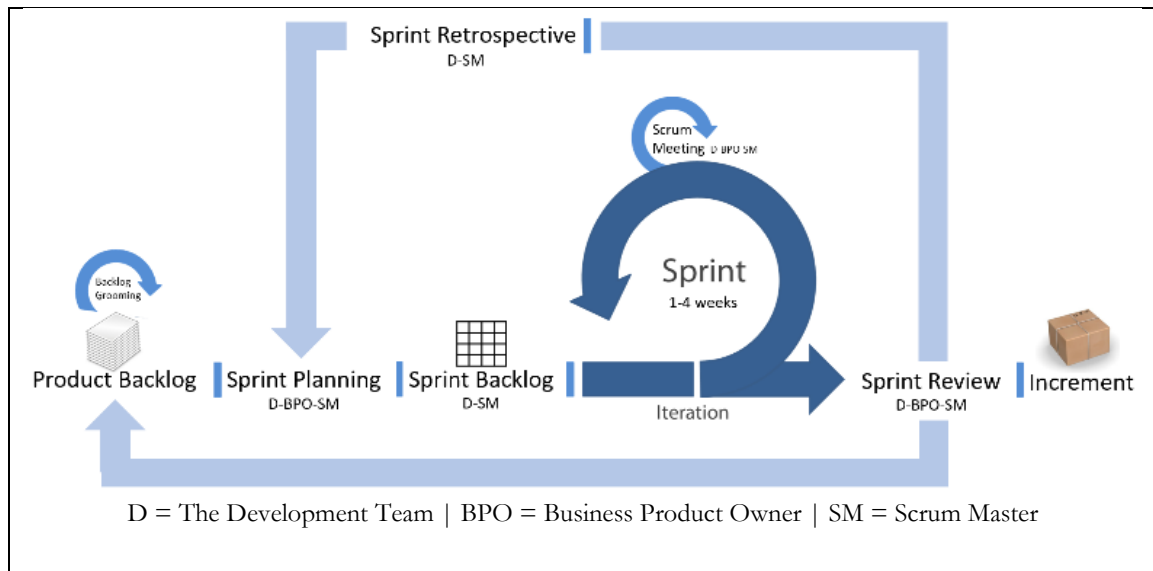 Sprint Retrospective
D-SM
Scrum
Meeting D-BPO-SM
Sprint
1-4 weeks
Backlog
Grooming
Product Backlog
Sprint Planning
D-BPO-SM
Sprint Backlog
D-SM
Iteration
Sprint Review
D-BPO-SM
Increment
D = The Development Team | BPO = Business Product Owner | SM = Scrum Master